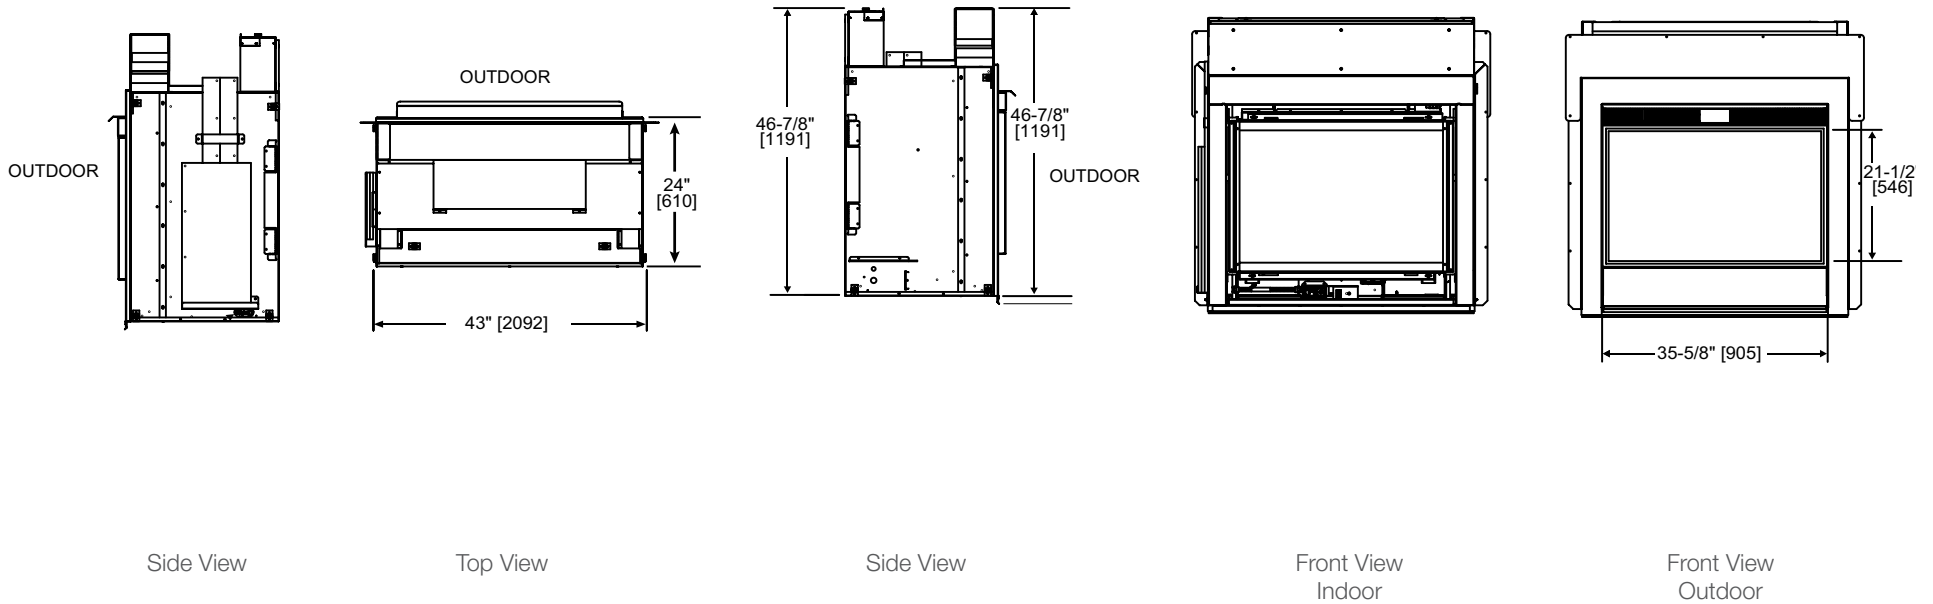 OUTDOOR
OUTDOOR
24"
[610]
43" [2092]
46-7/8"
[1191]
46-7/8"
[1191]
OUTDOOR
21-1/2
[546]
35-5/8" [905]
Side View
Top View
Side View
Front View
Indoor
Front View
Outdoor